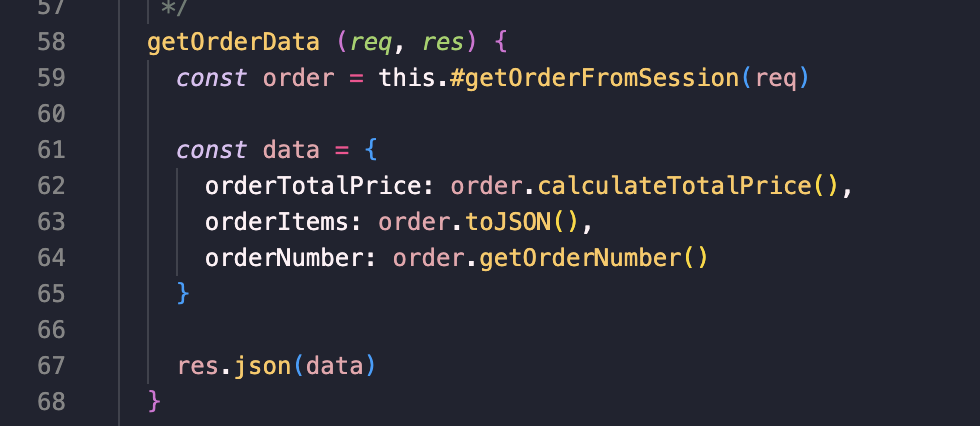 57 */
58 getOrderData (req, res) {
59 const order = this.#getOrderFromSession(req)
60
61 const data = {
62 orderTotalPrice: order.calculateTotalPrice(),
63 orderItems: order.toJSON(),
64 orderNumber: order.getOrderNumber()
65 }
66
67 res.json(data)
68 }